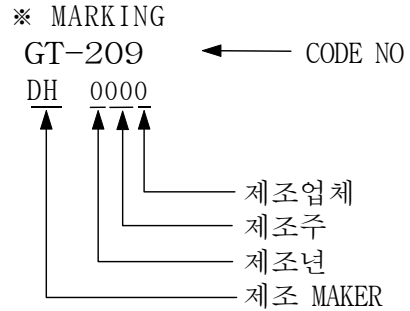 ※ MARKING
GT-209 CODE NO
DH 0000
제조업체
제조주
제조년
제조 MAKER